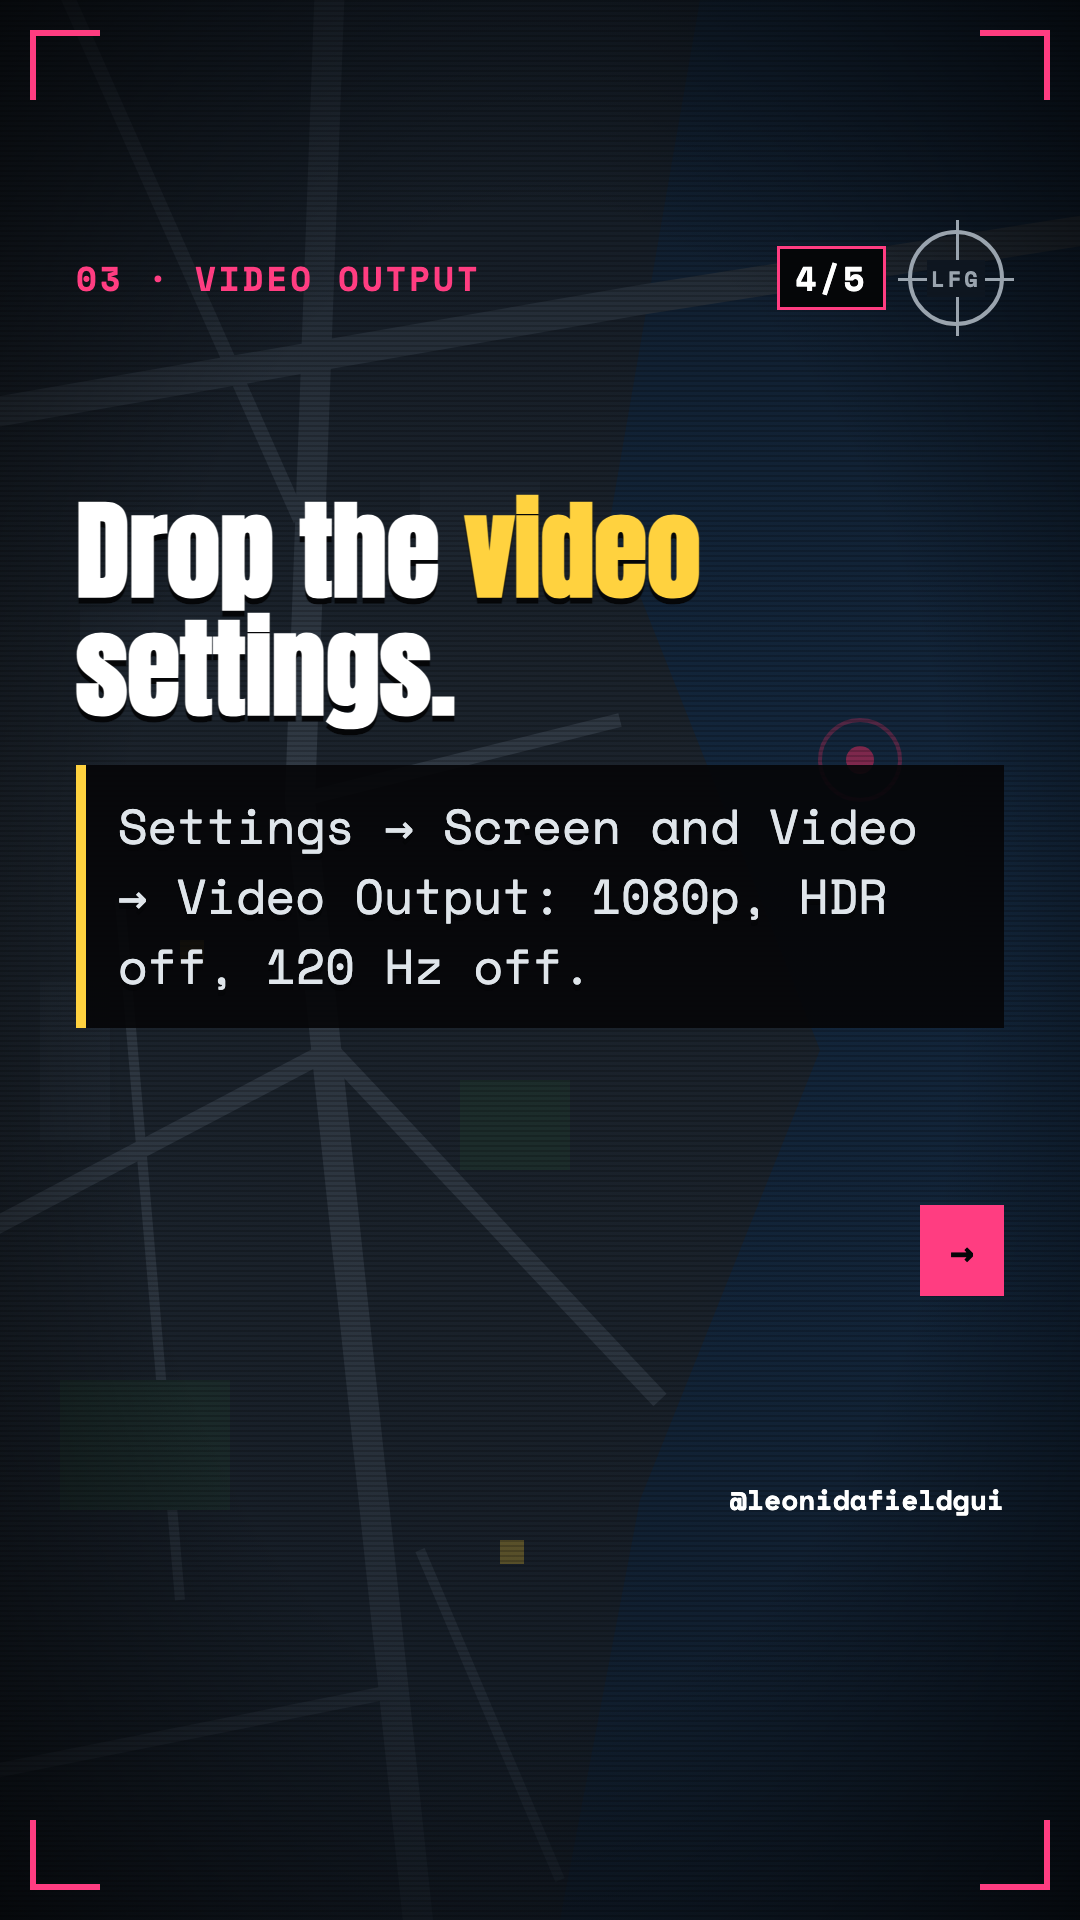 03 · VIDEO OUTPUT
4/5
LFG
Drop the video
settings.
Settings → Screen and Video
→ Video Output: 1080p, HDR
off, 120 Hz off.
→
@leonidafieldgui